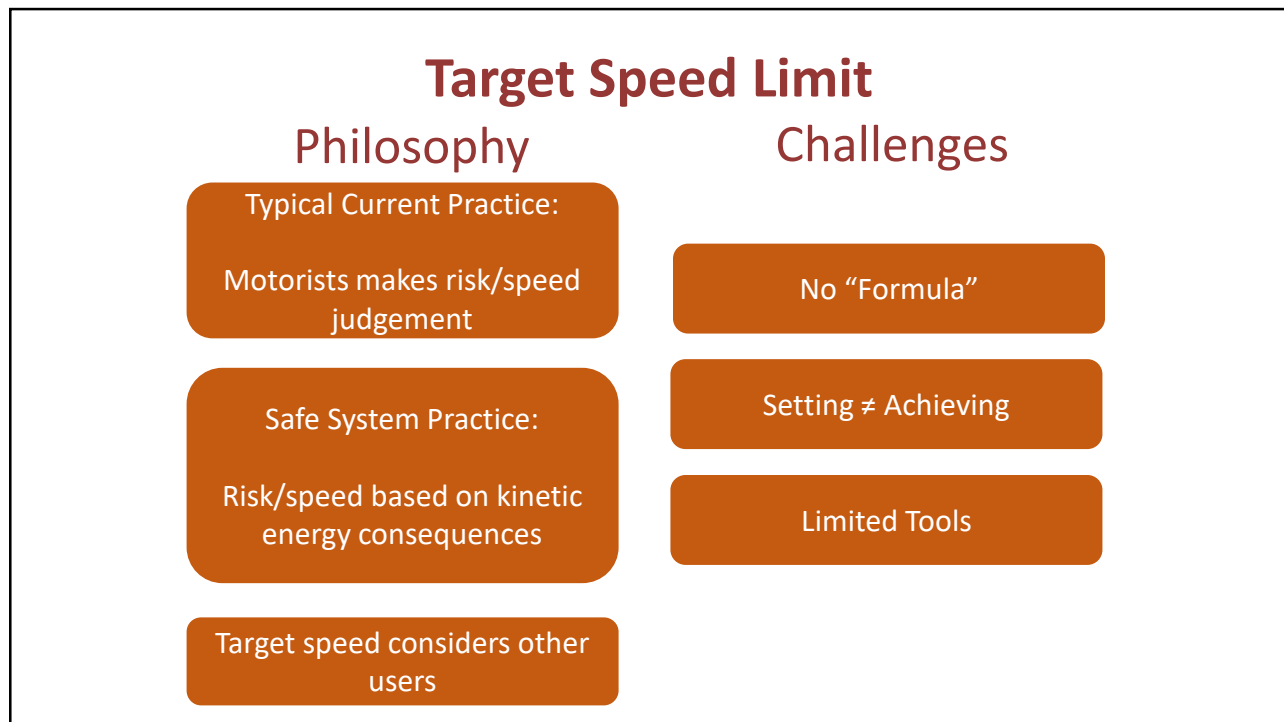 Target Speed Limit
Philosophy
Typical Current Practice:
Motorists makes risk/speed
judgement
Safe System Practice:
Risk/speed based on kinetic
energy consequences
Target speed considers other
users
Challenges
No “Formula”
Setting ≠ Achieving
Limited Tools